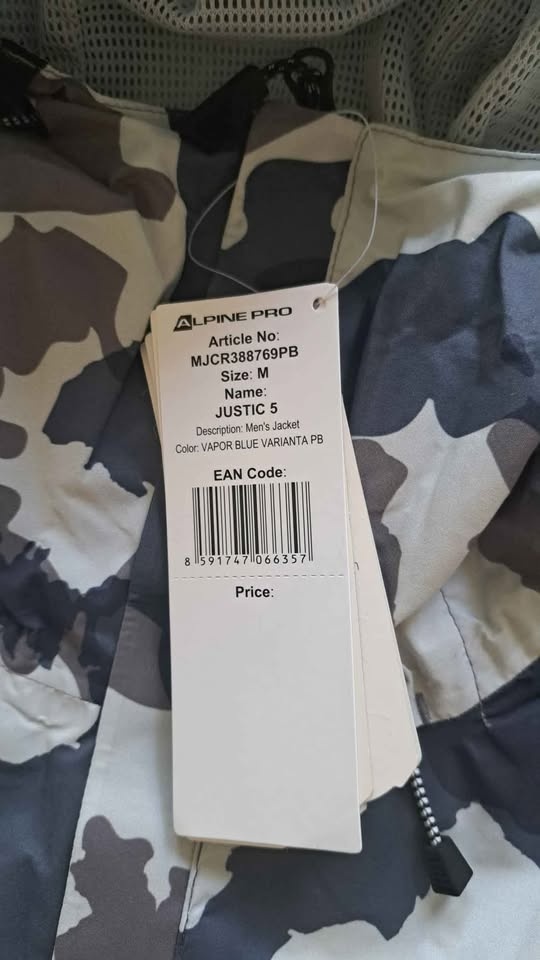 ALPINE PRO
Article No:
MJCR388769PB
Size: M
Name:
JUSTIC 5
Description: Men's Jacket
Color: VAPOR BLUE VARIANTA PB
EAN Code:
8 591747 066357
Price: